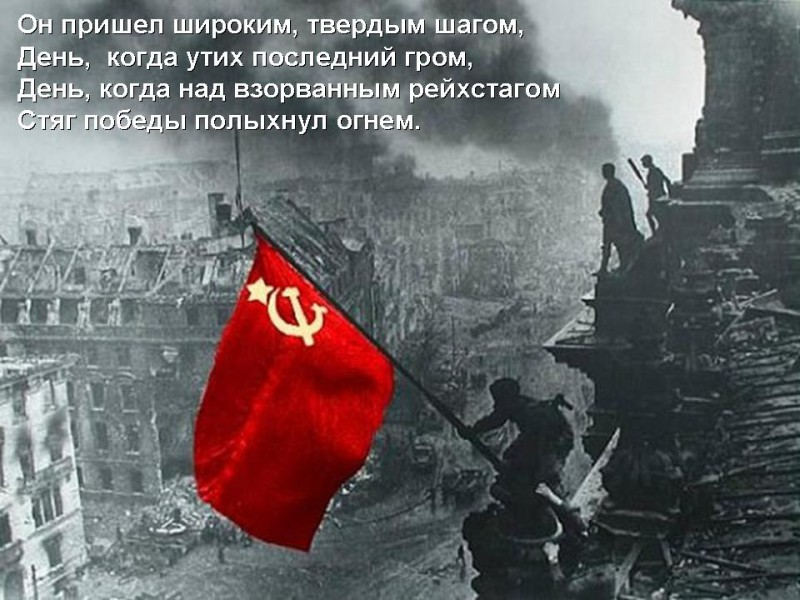 Он пришел широким, твердым шагом,
День, когда утих последний гром,
День, когда над взорванным рейхстагом
Стяг победы полыхнул огнем.